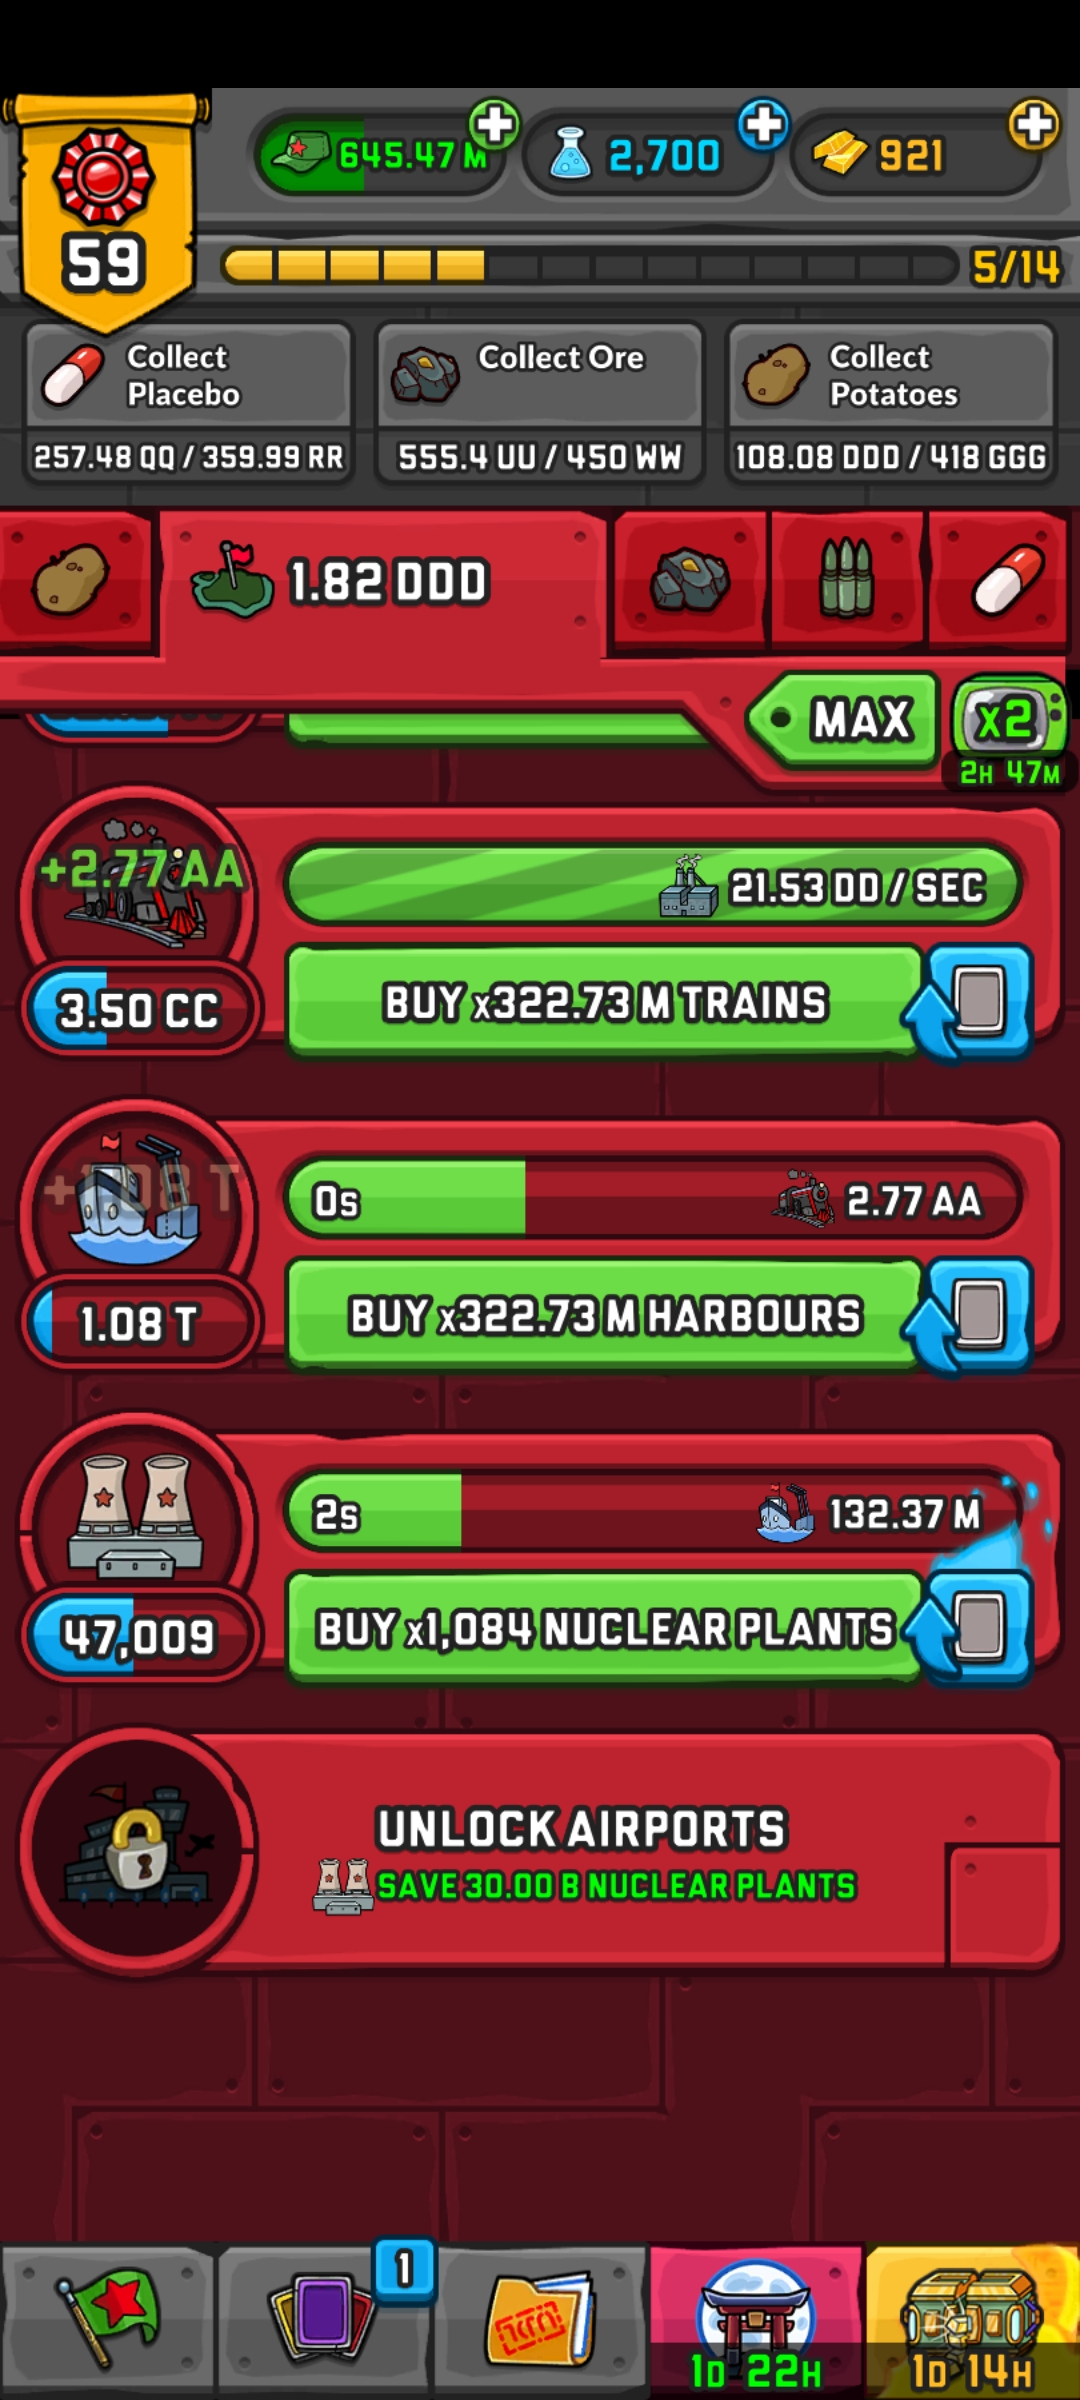 59
645.47 M
2,700
921
5/14
Collect
Placebo
257.48 QQ / 359.99 RR
Collect Ore
555.4 UU / 450 WW
Collect
Potatoes
108.08 DDD / 418 GGG
1.82 DDD
MAX
x2
2H 47M
+2.77 AA
21.53 DD / SEC
3.50 CC
BUY x322.73 M TRAINS
+1.08 T
0s
2.77 AA
1.08 T
BUY x322.73 M HARBOURS
2s
132.37 M
47,009
BUY x1,084 NUCLEAR PLANTS
UNLOCK AIRPORTS
SAVE 30.00 B NUCLEAR PLANTS
1
1D 22H
1D 14H